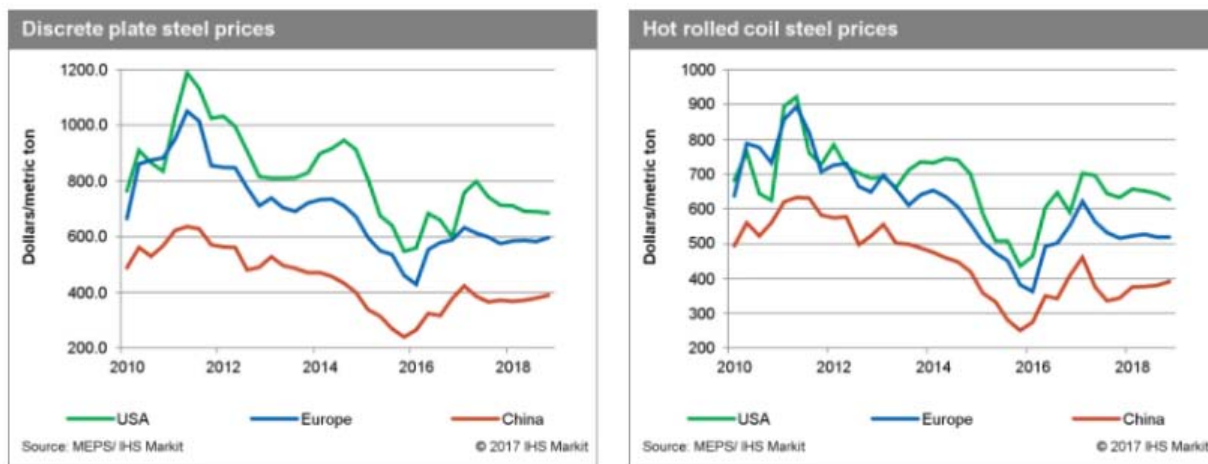 Discrete plate steel prices
Dollars/metric ton
1200.0
1000.0
800.0
600.0
400.0
200.0
2010 2012 2014 2016 2018
USA Europe China
Source: MEPS/ IHS Markit © 2017 IHS Markit
Hot rolled coil steel prices
Dollars/metric ton
1000
900
800
700
600
500
400
300
200
2010 2012 2014 2016 2018
USA Europe China
Source: MEPS/ IHS Markit © 2017 IHS Markit